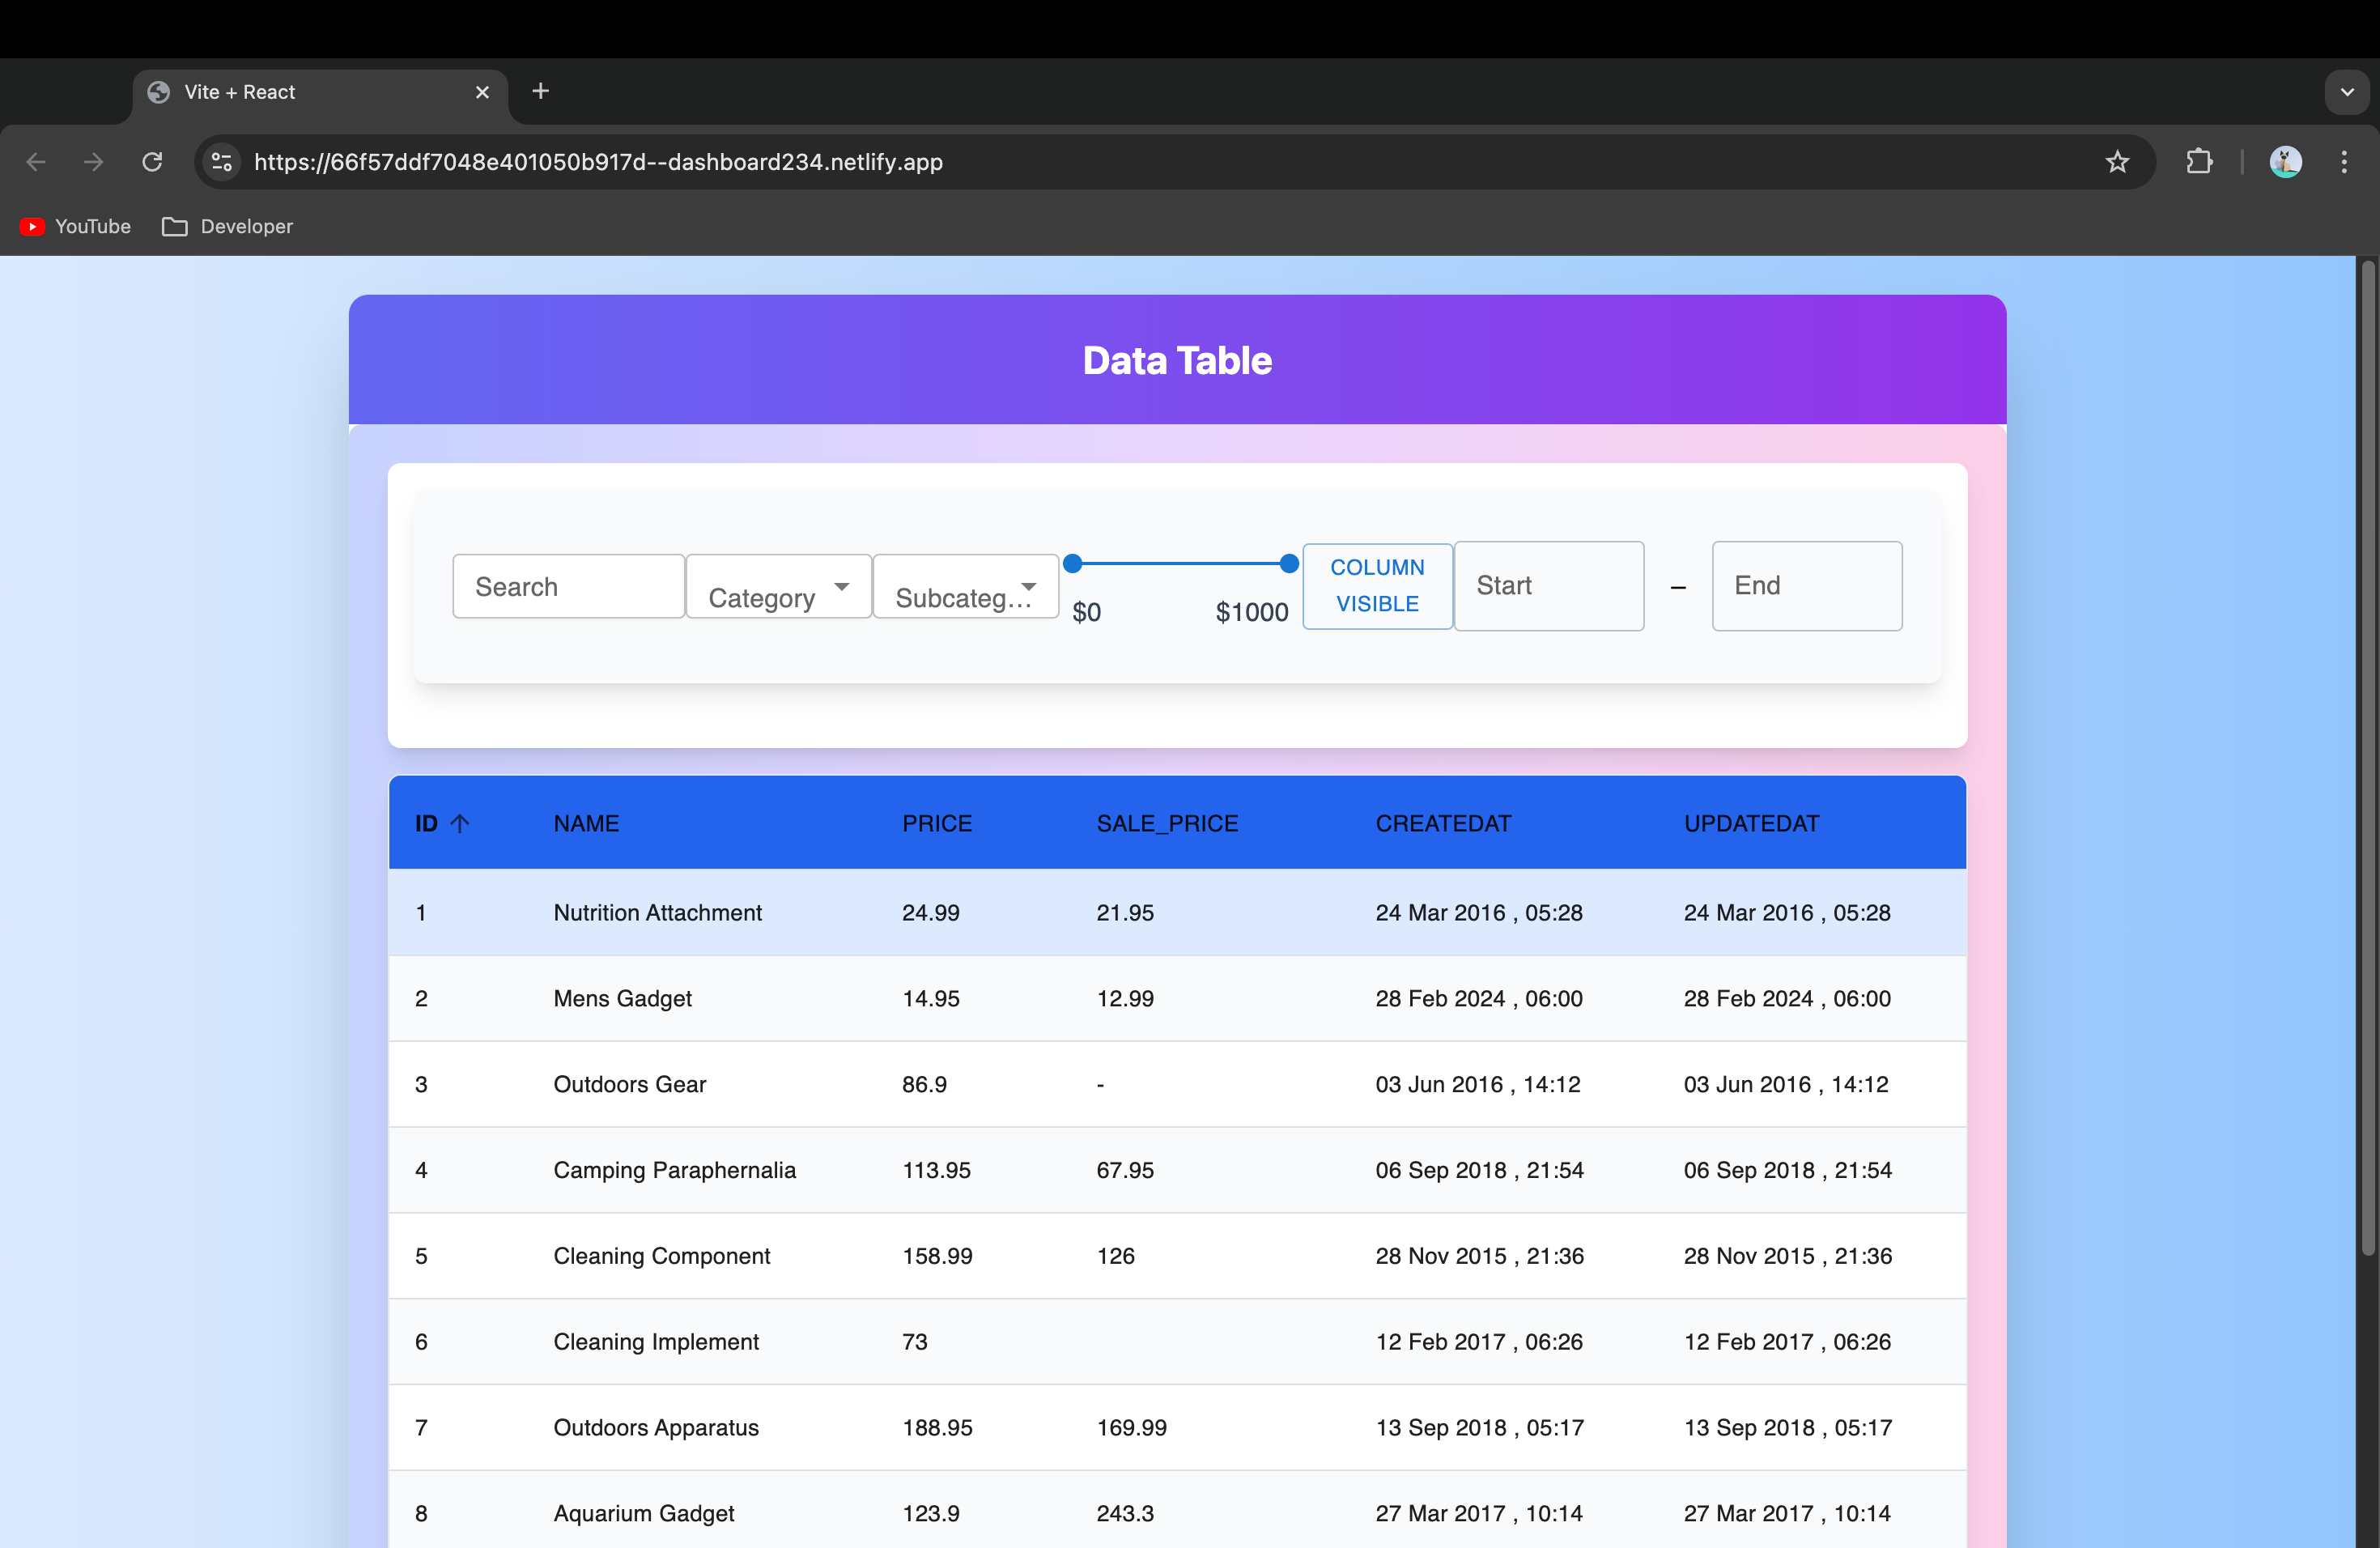 Vite + React
https://66f57ddf7048e401050b917d--dashboard234.netlify.app
YouTube Developer
Data Table
Search Category Subcateg... $0 $1000 COLUMN VISIBLE Start – End
ID NAME PRICE SALE_PRICE CREATEDAT UPDATEDAT
1 Nutrition Attachment 24.99 21.95 24 Mar 2016 , 05:28 24 Mar 2016 , 05:28
2 Mens Gadget 14.95 12.99 28 Feb 2024 , 06:00 28 Feb 2024 , 06:00
3 Outdoors Gear 86.9 - 03 Jun 2016 , 14:12 03 Jun 2016 , 14:12
4 Camping Paraphernalia 113.95 67.95 06 Sep 2018 , 21:54 06 Sep 2018 , 21:54
5 Cleaning Component 158.99 126 28 Nov 2015 , 21:36 28 Nov 2015 , 21:36
6 Cleaning Implement 73 12 Feb 2017 , 06:26 12 Feb 2017 , 06:26
7 Outdoors Apparatus 188.95 169.99 13 Sep 2018 , 05:17 13 Sep 2018 , 05:17
8 Aquarium Gadget 123.9 243.3 27 Mar 2017 , 10:14 27 Mar 2017 , 10:14